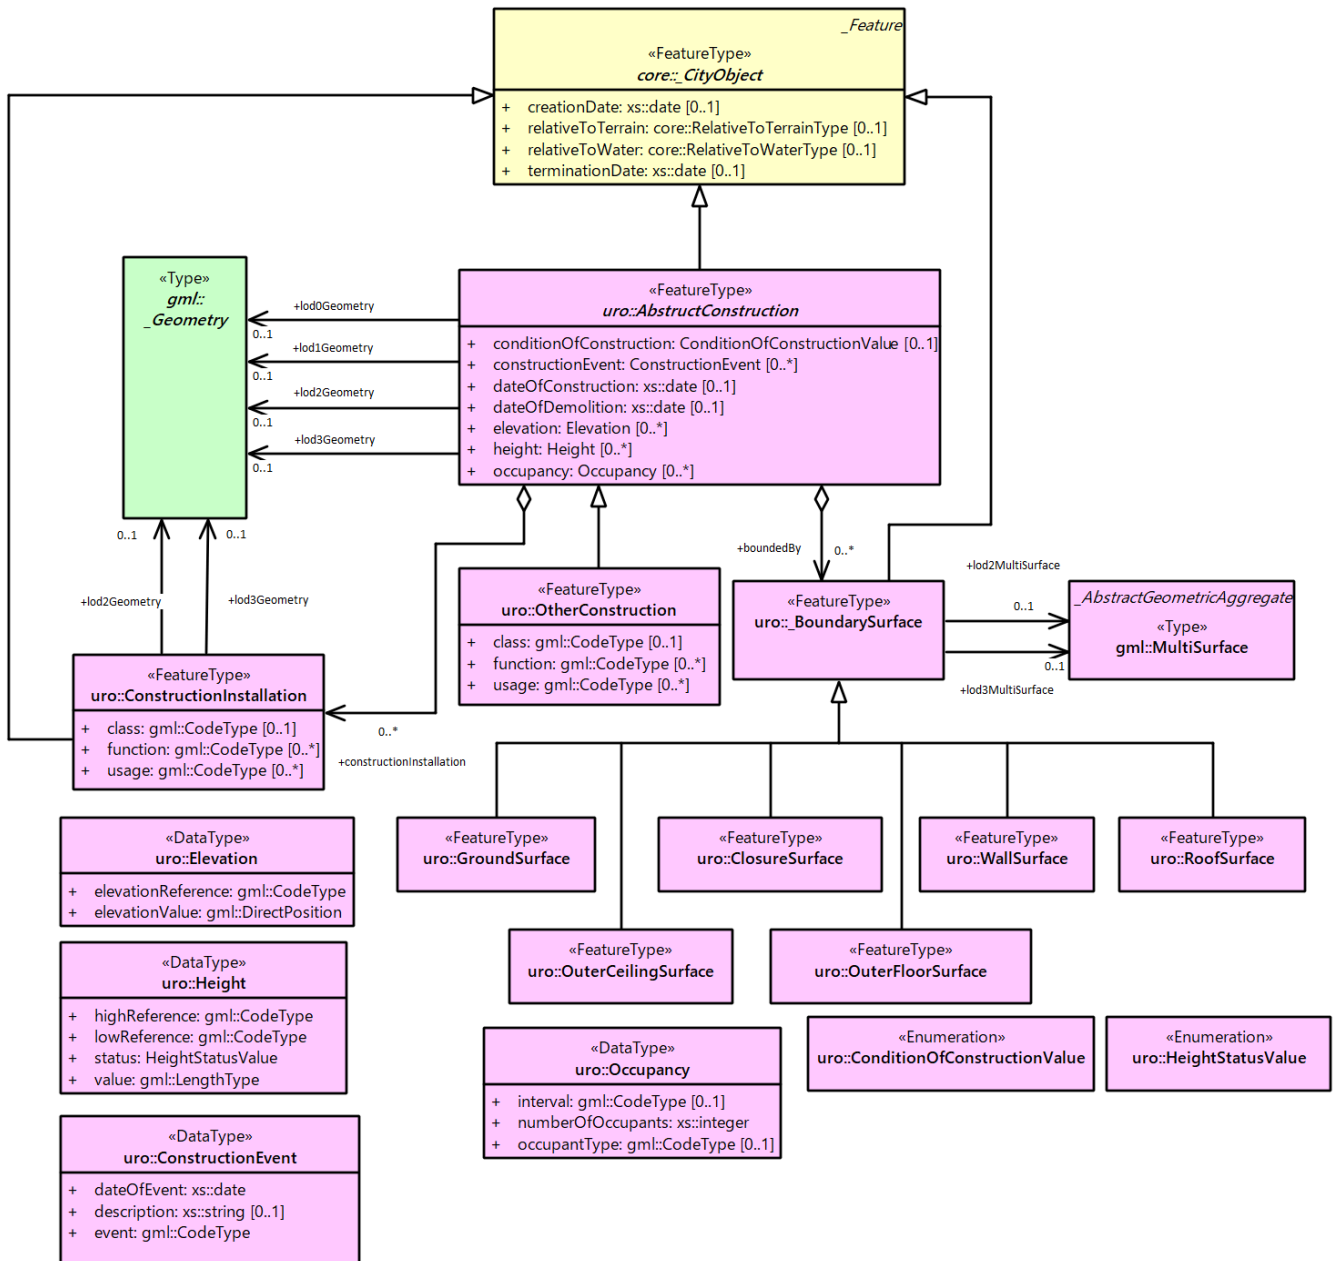 _Feature
«FeatureType»
core::_CityObject
+ creationDate: xs::date [0..1]
+ relativeToTerrain: core::RelativeToTerrainType [0..1]
+ relativeToWater: core::RelativeToWaterType [0..1]
+ terminationDate: xs::date [0..1]
«Type»
gml::
_Geometry
+lod0Geometry
0..1
+lod1Geometry
0..1
+lod2Geometry
0..1
+lod3Geometry
0..1
«FeatureType»
uro::AbstructConstruction
+ conditionOfConstruction: ConditionOfConstructionValue [0..1]
+ constructionEvent: ConstructionEvent [0..*]
+ dateOfConstruction: xs::date [0..1]
+ dateOfDemolition: xs::date [0..1]
+ elevation: Elevation [0..*]
+ height: Height [0..*]
+ occupancy: Occupancy [0..*]
0..1
0..1
+lod2Geometry
+lod3Geometry
+boundedBy
0..*
«FeatureType»
uro::OtherConstruction
+ class: gml::CodeType [0..1]
+ function: gml::CodeType [0..*]
+ usage: gml::CodeType [0..*]
«FeatureType»
uro::_BoundarySurface
+lod2MultiSurface
0..1
0..1
+lod3MultiSurface
_AbstractGeometricAggregate
«Type»
gml::MultiSurface
«FeatureType»
uro::ConstructionInstallation
+ class: gml::CodeType [0..1]
+ function: gml::CodeType [0..*]
+ usage: gml::CodeType [0..*]
0..*
+constructionInstallation
«FeatureType»
uro::GroundSurface
«FeatureType»
uro::ClosureSurface
«FeatureType»
uro::WallSurface
«FeatureType»
uro::RoofSurface
«DataType»
uro::Elevation
+ elevationReference: gml::CodeType
+ elevationValue: gml::DirectPosition
«FeatureType»
uro::OuterCeilingSurface
«FeatureType»
uro::OuterFloorSurface
«DataType»
uro::Height
+ highReference: gml::CodeType
+ lowReference: gml::CodeType
+ status: HeightStatusValue
+ value: gml::LengthType
«DataType»
uro::Occupancy
+ interval: gml::CodeType [0..1]
+ numberOfOccupants: xs::integer
+ occupantType: gml::CodeType [0..1]
«Enumeration»
uro::ConditionOfConstructionValue
«Enumeration»
uro::HeightStatusValue
«DataType»
uro::ConstructionEvent
+ dateOfEvent: xs::date
+ description: xs::string [0..1]
+ event: gml::CodeType